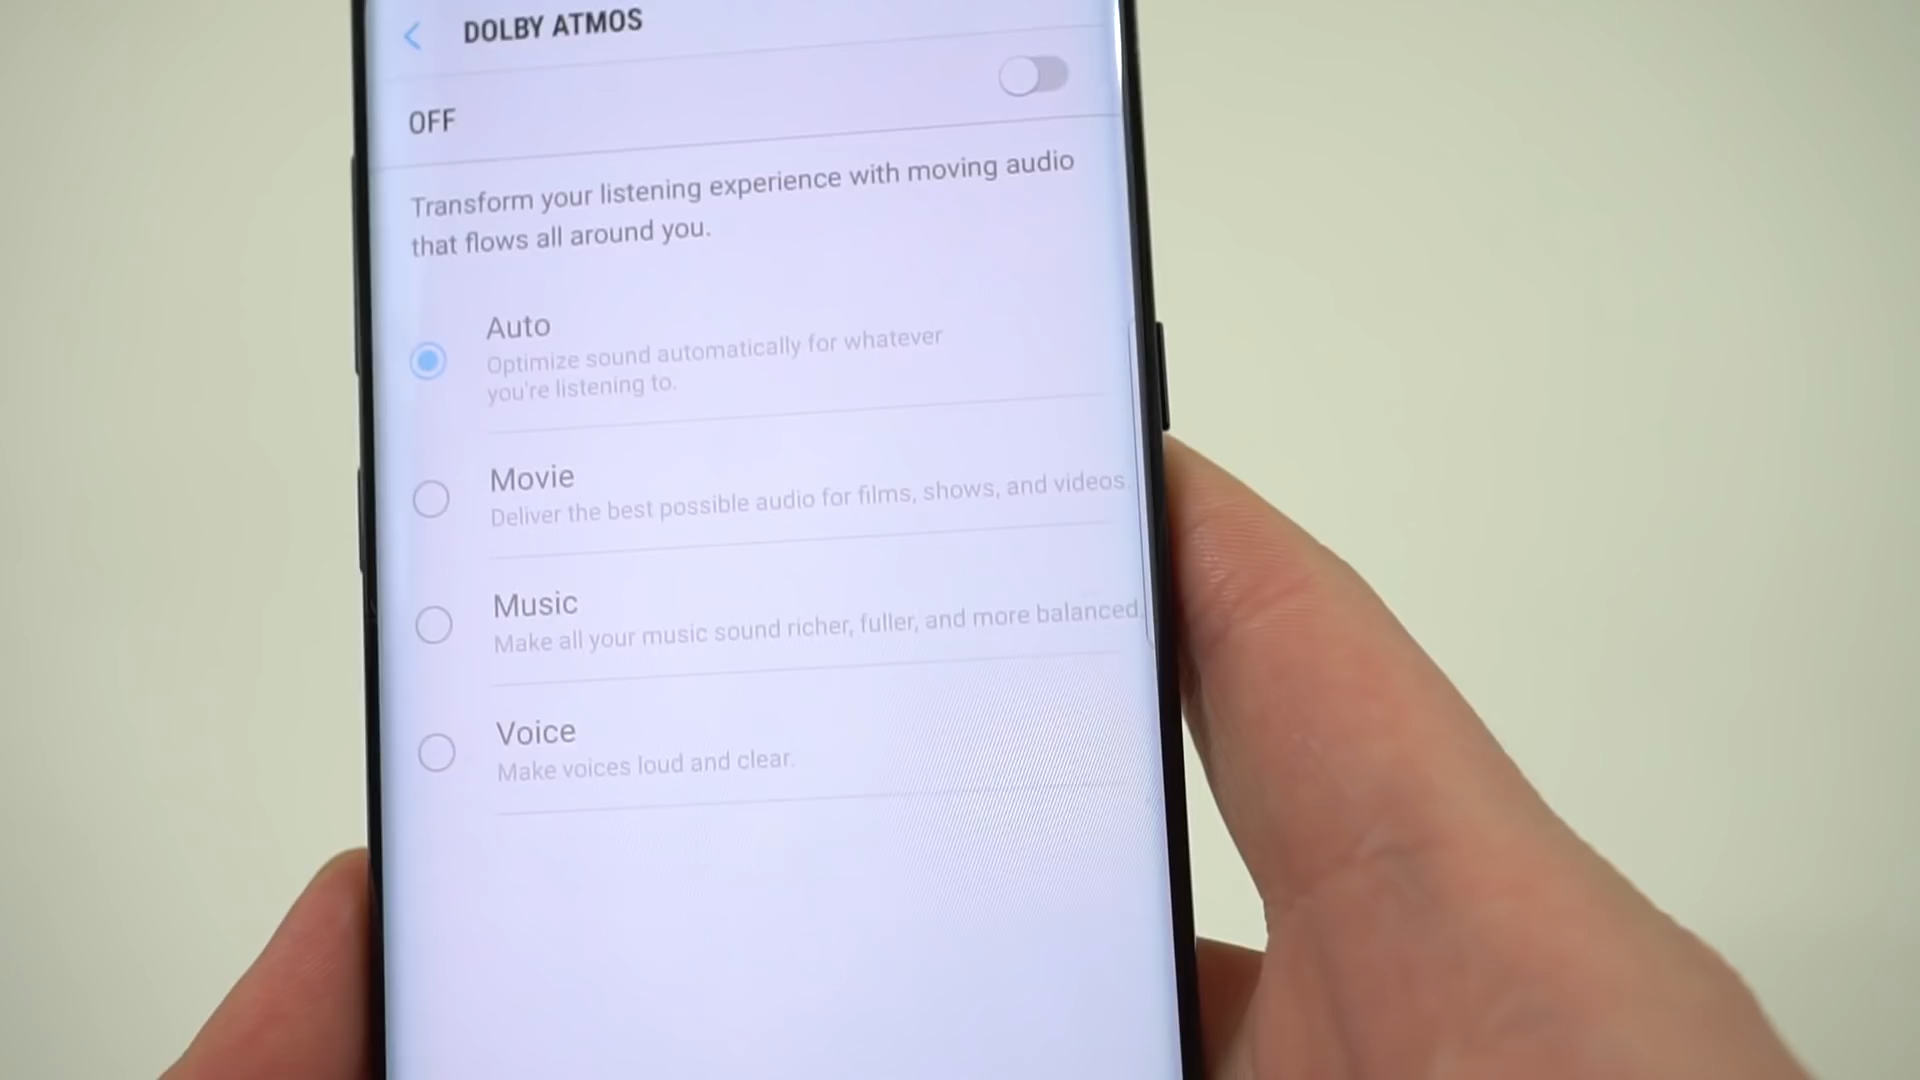 DOLBY ATMOS
OFF
Transform your listening experience with moving audio
that flows all around you.
Auto
Optimize sound automatically for whatever
you're listening to.
Movie
Deliver the best possible audio for films, shows, and videos.
Music
Make all your music sound richer, fuller, and more balanced.
Voice
Make voices loud and clear.